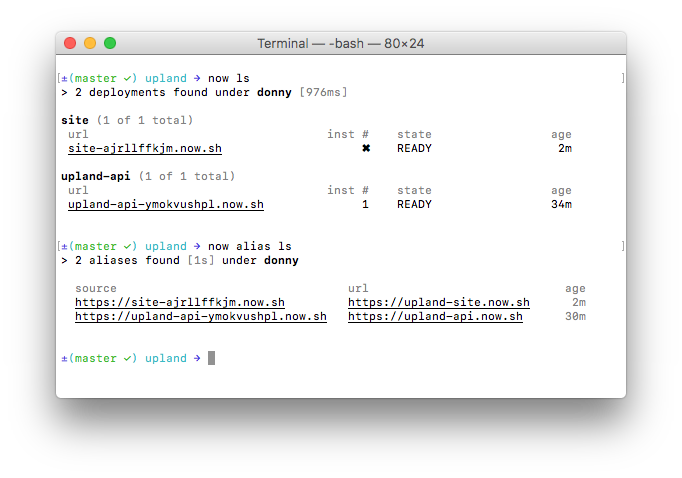 Terminal — -bash — 80×24
[±(master ✓) upland → now ls ]
> 2 deployments found under donny [976ms]
site (1 of 1 total)
url inst # state age
site-ajrllffkjm.now.sh ✖ READY 2m
upland-api (1 of 1 total)
url inst # state age
upland-api-ymokvushpl.now.sh 1 READY 34m
[±(master ✓) upland → now alias ls ]
> 2 aliases found [1s] under donny
source url age
https://site-ajrllffkjm.now.sh https://upland-site.now.sh 2m
https://upland-api-ymokvushpl.now.sh https://upland-api.now.sh 30m
±(master ✓) upland →